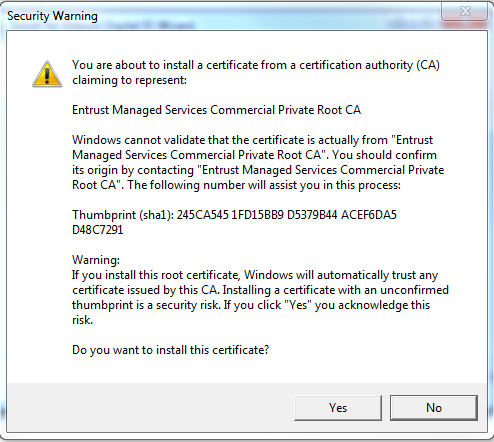 Security Warning
You are about to install a certificate from a certification authority (CA)
claiming to represent:
Entrust Managed Services Commercial Private Root CA
Windows cannot validate that the certificate is actually from "Entrust
Managed Services Commercial Private Root CA". You should confirm
its origin by contacting "Entrust Managed Services Commercial Private
Root CA". The following number will assist you in this process:
Thumbprint (sha1): 245CA545 1FD15BB9 D5379B44 ACEF6DA5
D48C7291
Warning:
If you install this root certificate, Windows will automatically trust any
certificate issued by this CA. Installing a certificate with an unconfirmed
thumbprint is a security risk. If you click "Yes" you acknowledge this
risk.
Do you want to install this certificate?
Yes
No